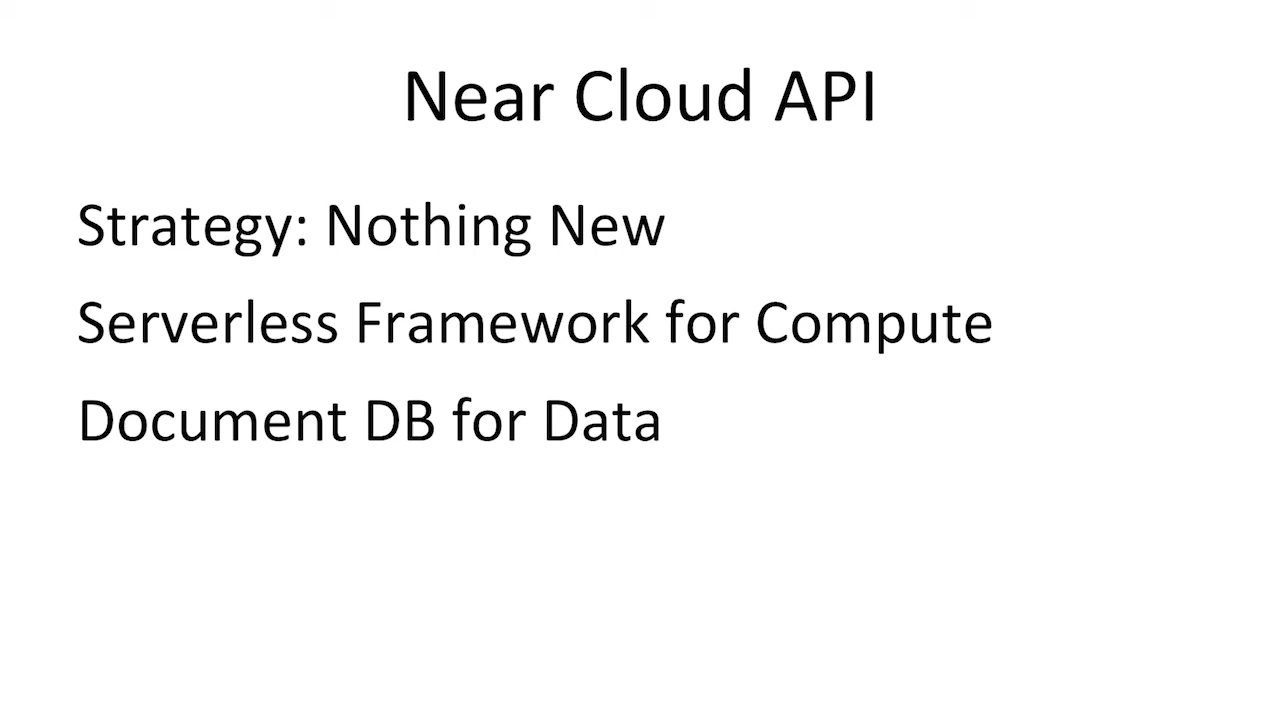 Near Cloud API
Strategy: Nothing New
Serverless Framework for Compute
Document DB for Data